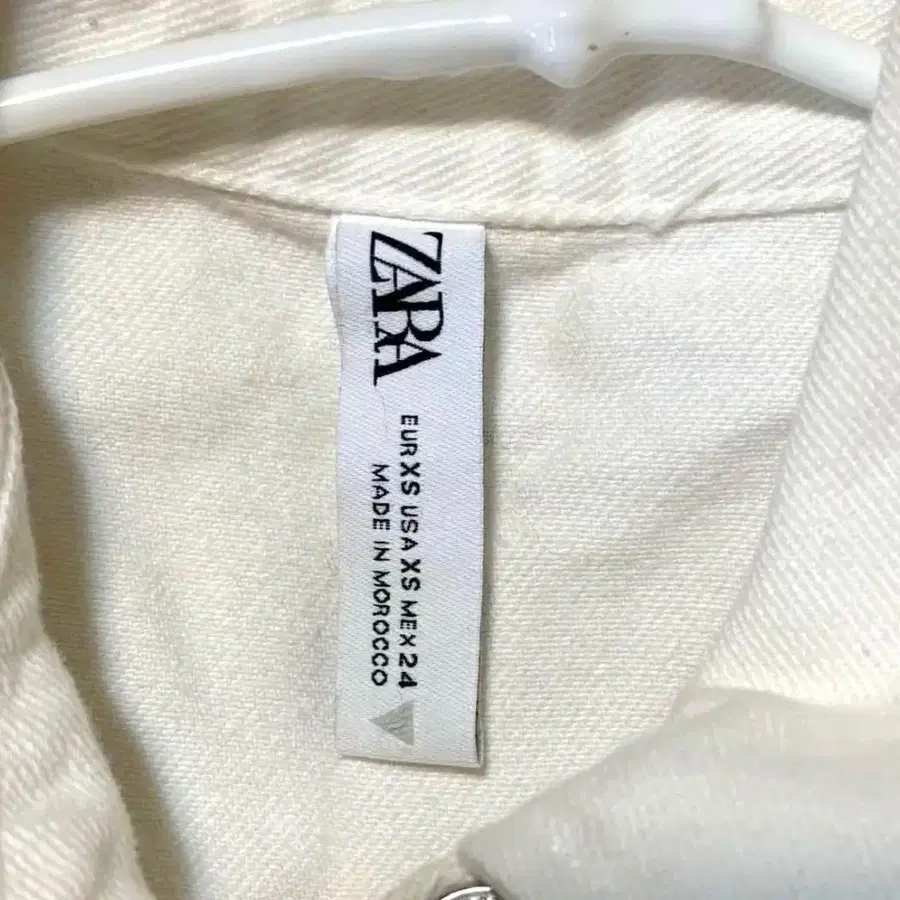 ZARA
EUR XS USA XS MEX 24
MADE IN MOROCCO